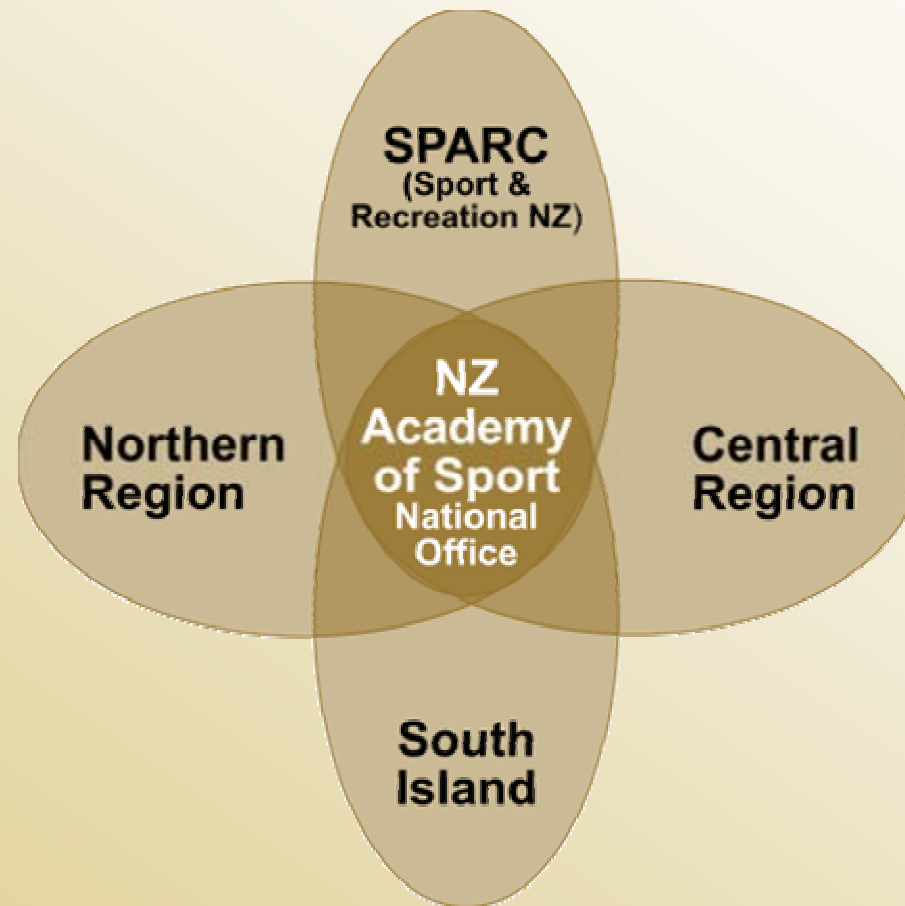 SPARC
(Sport &
Recreation NZ)
NZ
Academy
of Sport
National
Office
Northern
Region
Central
Region
South
Island